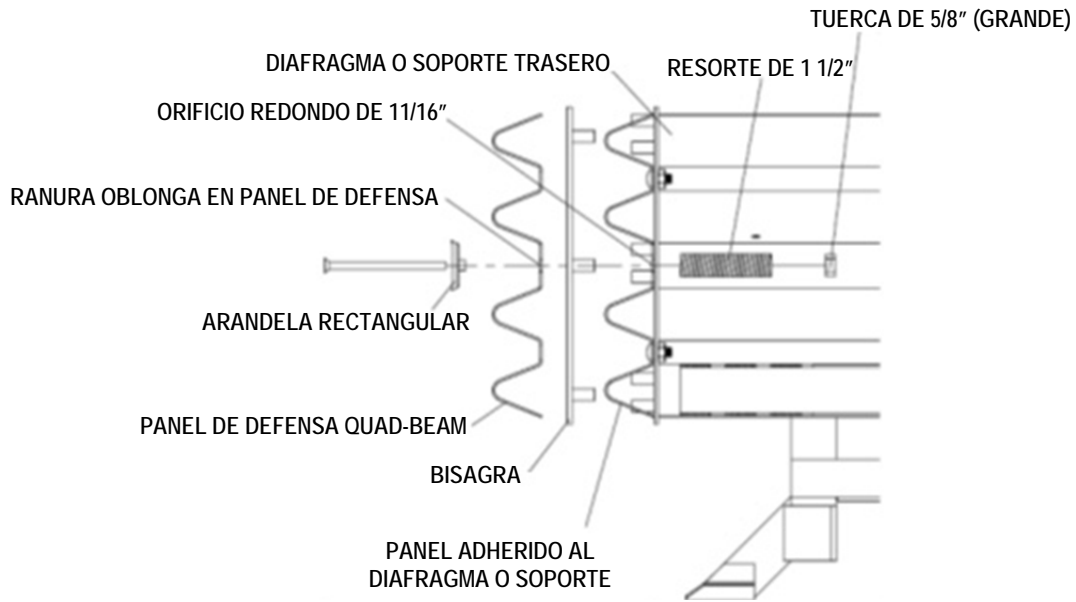 TUERCA DE 5/8” (GRANDE)
DIAFRAGMA O SOPORTE TRASERO
RESORTE DE 1 1/2”
ORIFICIO REDONDO DE 11/16”
RANURA OBLONGA EN PANEL DE DEFENSA
ARANDELA RECTANGULAR
PANEL DE DEFENSA QUAD-BEAM
BISAGRA
PANEL ADHERIDO AL
DIAFRAGMA O SOPORTE